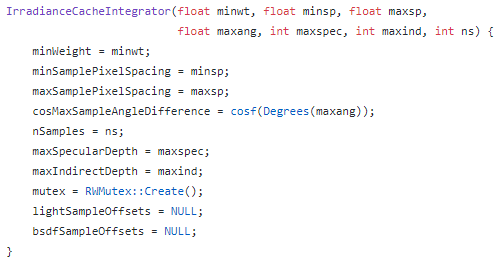 IrradianceCacheIntegrator(float minwt, float minsp, float maxsp,
float maxang, int maxspec, int maxind, int ns) {
minWeight = minwt;
minSamplePixelSpacing = minsp;
maxSamplePixelSpacing = maxsp;
cosMaxSampleAngleDifference = cosf(Degrees(maxang));
nSamples = ns;
maxSpecularDepth = maxspec;
maxIndirectDepth = maxind;
mutex = RWMutex::Create();
lightSampleOffsets = NULL;
bsdfSampleOffsets = NULL;
}